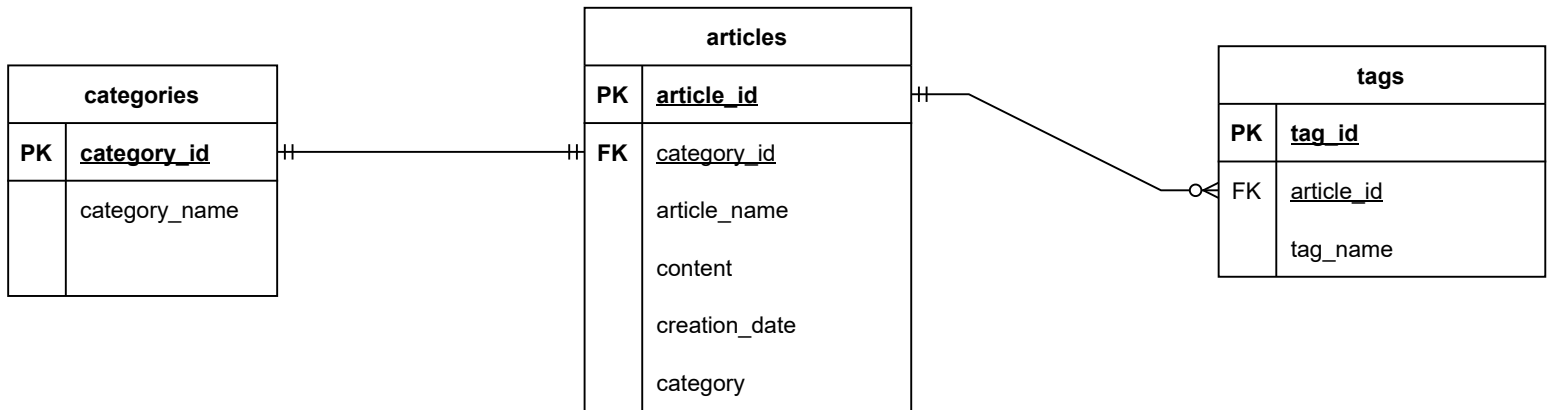 categories
PK category_id
category_name
articles
PK article_id
FK category_id
article_name
content
creation_date
category
tags
PK tag_id
FK article_id
tag_name